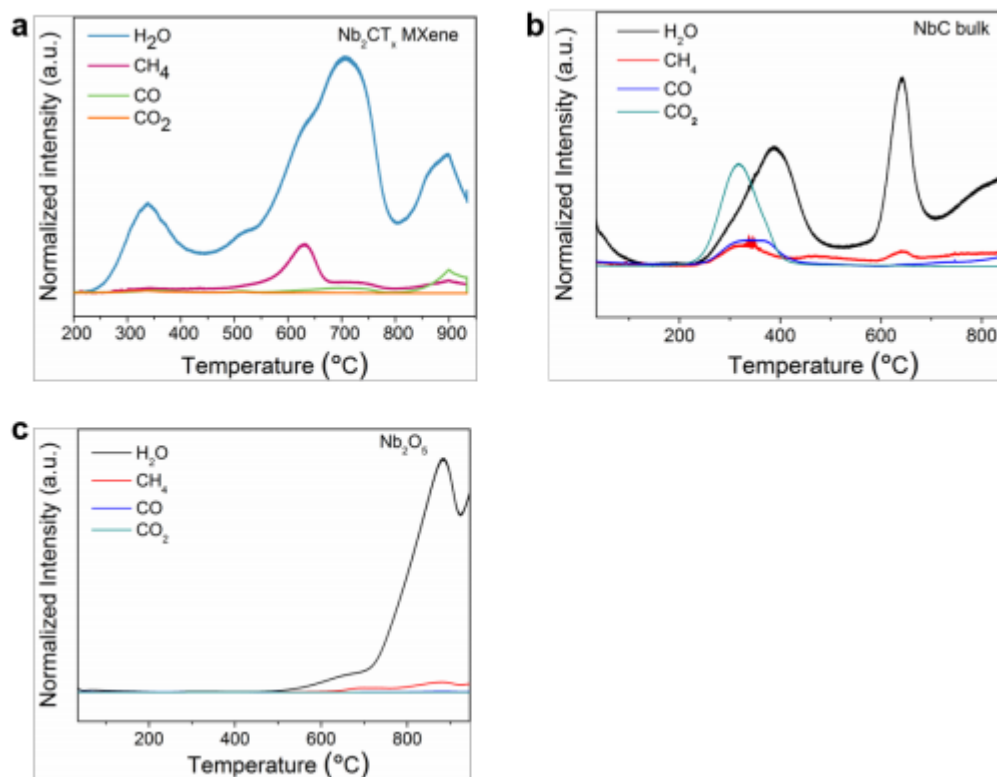 a
Nb₂CTₓ MXene
H₂O
CH₄
CO
CO₂
Normalized intensity (a.u.)
200 300 400 500 600 700 800 900
Temperature (°C)
b
NbC bulk
H₂O
CH₄
CO
CO₂
Normalized Intensity (a.u.)
200 400 600 800
Temperature (°C)
c
Nb₂O₅
H₂O
CH₄
CO
CO₂
Normalized Intensity (a.u.)
200 400 600 800
Temperature (°C)